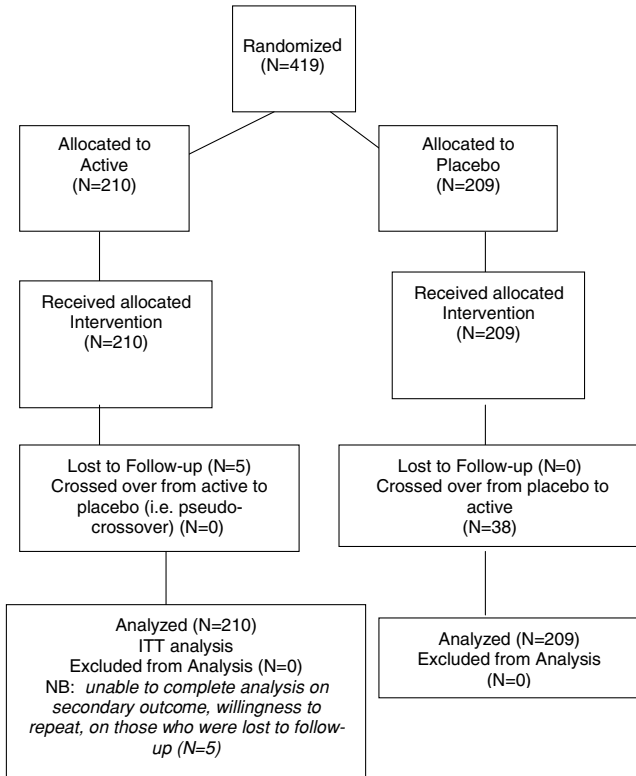 Randomized
(N=419)
Allocated to
Active
(N=210)
Allocated to
Placebo
(N=209)
Received allocated
Intervention
(N=210)
Received allocated
Intervention
(N=209)
Lost to Follow-up (N=5)
Crossed over from active to
placebo (i.e. pseudo-
crossover) (N=0)
Lost to Follow-up (N=0)
Crossed over from placebo to
active
(N=38)
Analyzed (N=210)
ITT analysis
Excluded from Analysis (N=0)
NB: unable to complete analysis on
secondary outcome, willingness to
repeat, on those who were lost to follow-
up (N=5)
Analyzed (N=209)
Excluded from Analysis
(N=0)